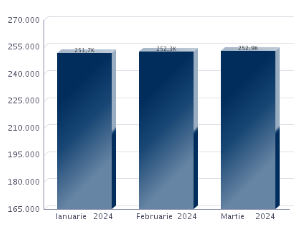 270.000
255.000
240.000
225.000
210.000
195.000
180.000
165.000
251.7K
252.3K
252.9K
Ianuarie 2024
Februarie 2024
Martie 2024